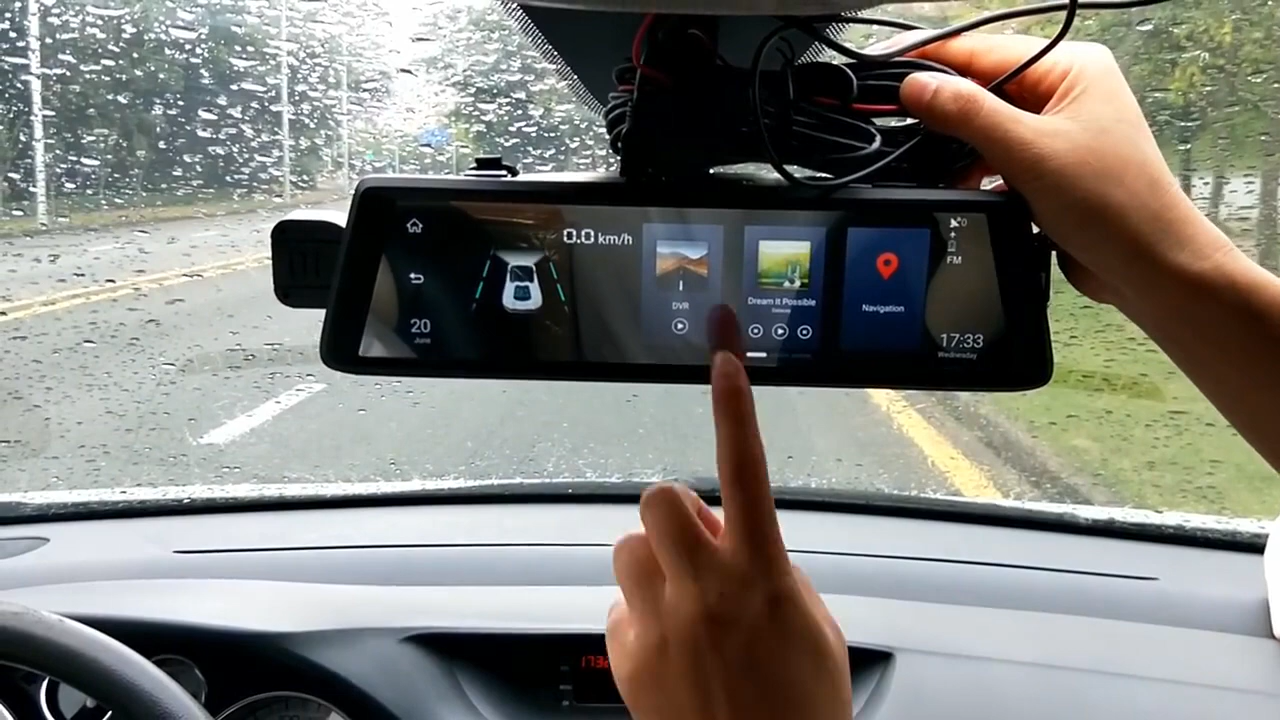 0.0 km/h
20
June
DVR
Dream It Possible
Navigation
FM
17:33
Wednesday